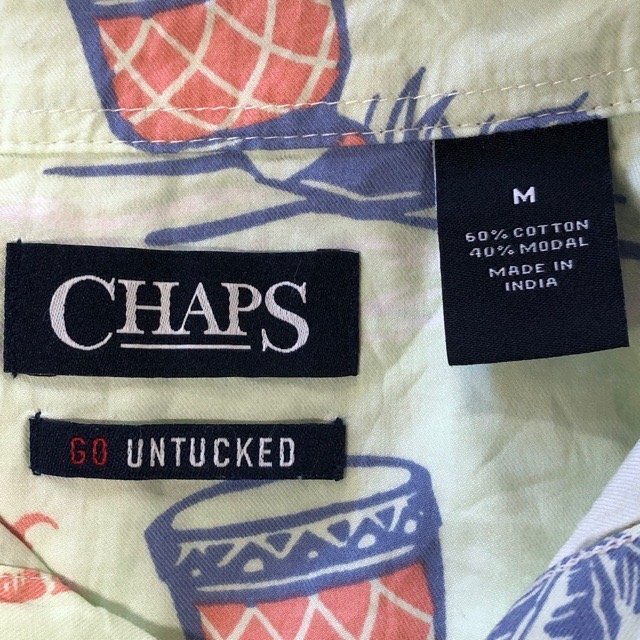 M
60% COTTON
40% MODAL
MADE IN
INDIA
CHAPS
GO UNTUCKED